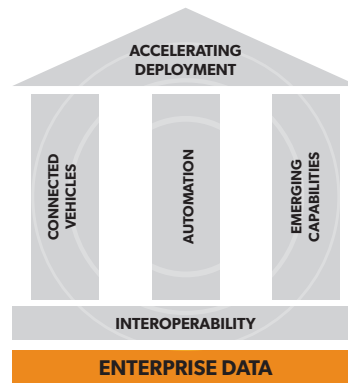 ACCELERATING
DEPLOYMENT
CONNECTED
VEHICLES
AUTOMATION
EMERGING
CAPABILITIES
INTEROPERABILITY
ENTERPRISE DATA